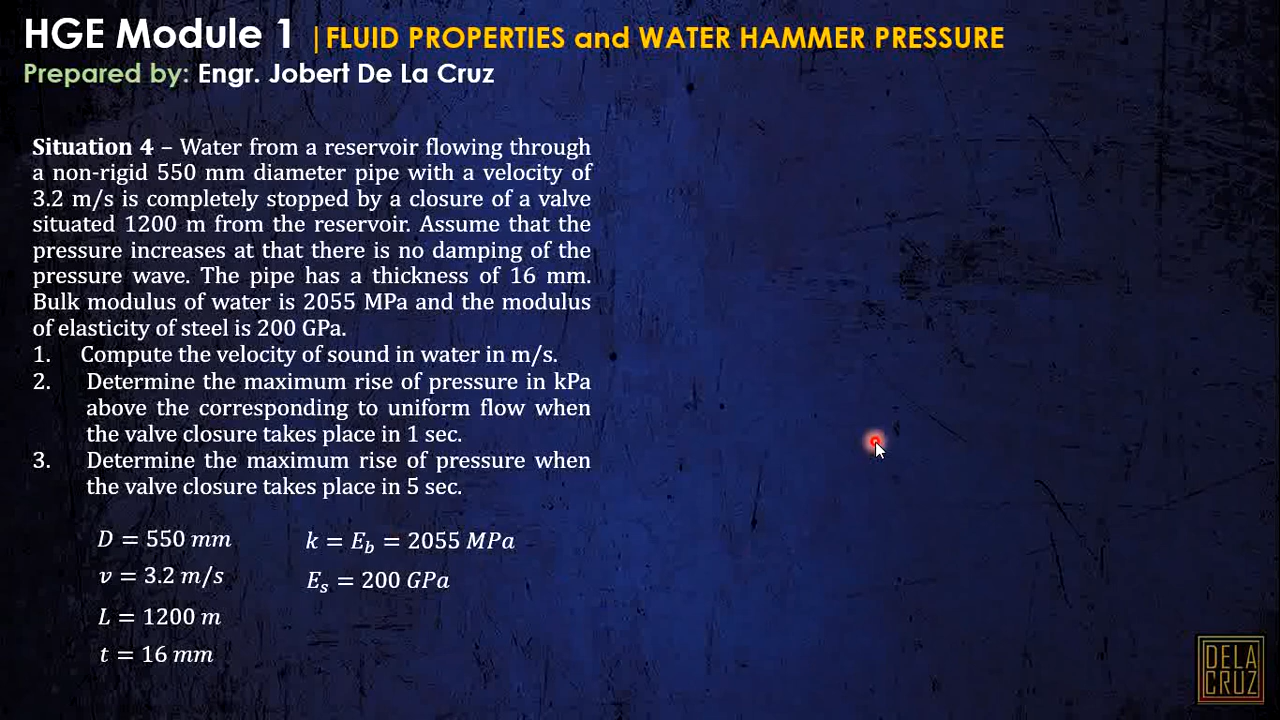 HGE Module 1 | FLUID PROPERTIES and WATER HAMMER PRESSURE
Prepared by: Engr. Jobert De La Cruz
Situation 4 – Water from a reservoir flowing through
a non-rigid 550 mm diameter pipe with a velocity of
3.2 m/s is completely stopped by a closure of a valve
situated 1200 m from the reservoir. Assume that the
pressure increases at that there is no damping of the
pressure wave. The pipe has a thickness of 16 mm.
Bulk modulus of water is 2055 MPa and the modulus
of elasticity of steel is 200 GPa.
1. Compute the velocity of sound in water in m/s.
2. Determine the maximum rise of pressure in kPa
above the corresponding to uniform flow when
the valve closure takes place in 1 sec.
3. Determine the maximum rise of pressure when
the valve closure takes place in 5 sec.
D = 550 mm
k = E_b = 2055 MPa
v = 3.2 m/s
E_s = 200 GPa
L = 1200 m
t = 16 mm
DELA
CRUZ